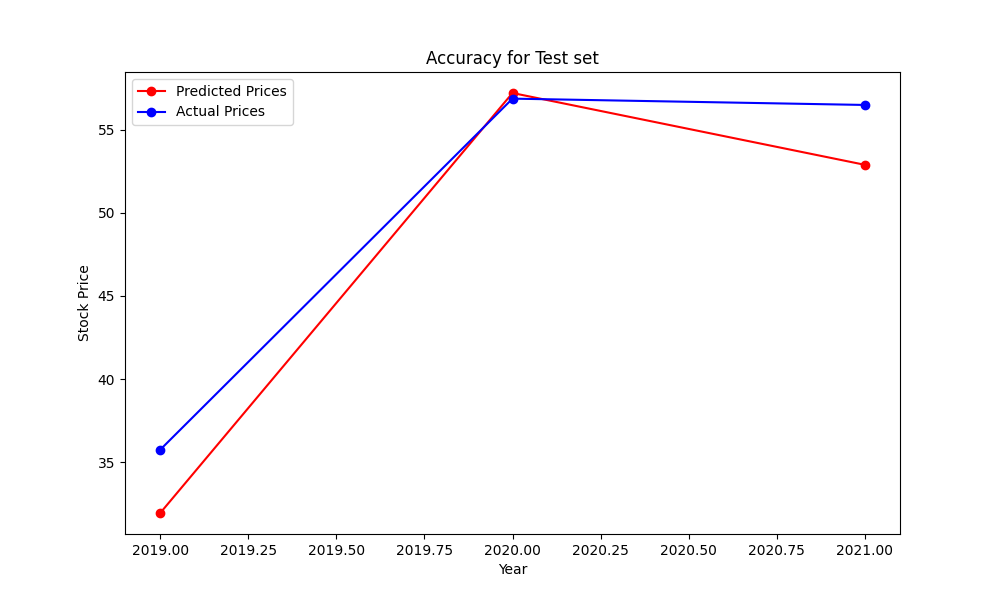 Accuracy for Test set
Predicted Prices
Actual Prices
55
50
45
40
35
Stock Price
2019.00 2019.25 2019.50 2019.75 2020.00 2020.25 2020.50 2020.75 2021.00
Year